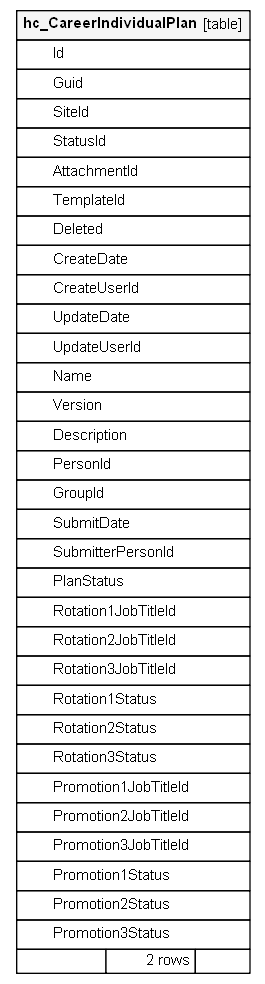 hc_CareerIndividualPlan [table]
Id
Guid
SiteId
StatusId
AttachmentId
TemplateId
Deleted
CreateDate
CreateUserId
UpdateDate
UpdateUserId
Name
Version
Description
PersonId
GroupId
SubmitDate
SubmitterPersonId
PlanStatus
Rotation1JobTitleId
Rotation2JobTitleId
Rotation3JobTitleId
Rotation1Status
Rotation2Status
Rotation3Status
Promotion1JobTitleId
Promotion2JobTitleId
Promotion3JobTitleId
Promotion1Status
Promotion2Status
Promotion3Status
2 rows